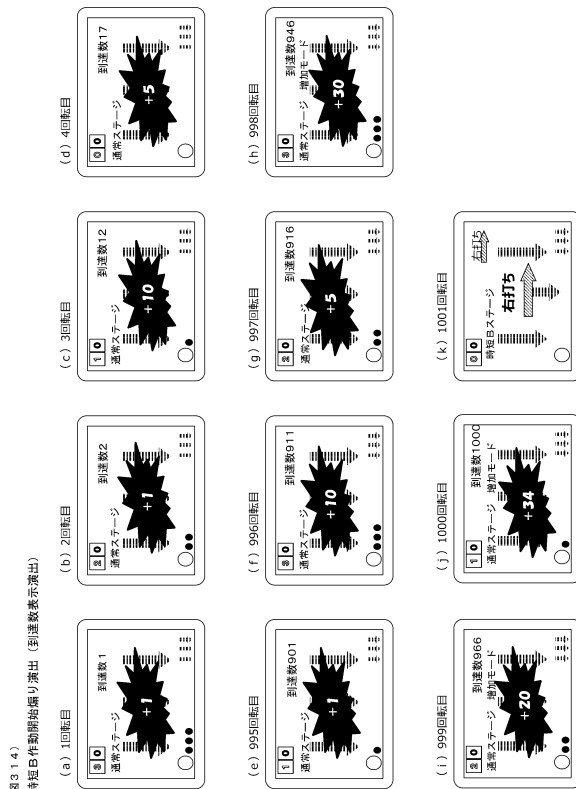 図314)
時短B作動開始煽り演出(到達数表示演出)
(a) 1回転目
3 0
通常ステージ
到達数1
+1
(b) 2回転目
2 0
通常ステージ
到達数2
+1
(c) 3回転目
1 0
通常ステージ
到達数12
+10
(d) 4回転目
0 0
通常ステージ
到達数17
+5
(e) 995回転目
1 0
通常ステージ
到達数901
+1
(f) 996回転目
3 0
通常ステージ
到達数911
+10
(g) 997回転目
2 0
通常ステージ
到達数916
+5
(h) 998回転目
3 0
通常ステージ
到達数946
増加モード
+30
(i) 999回転目
2 0
通常ステージ
到達数966
増加モード
+20
(j) 1000回転目
1 0
通常ステージ
到達数1000
増加モード
+34
(k) 1001回転目
0 0
時短Bステージ
右打ち
右打ち